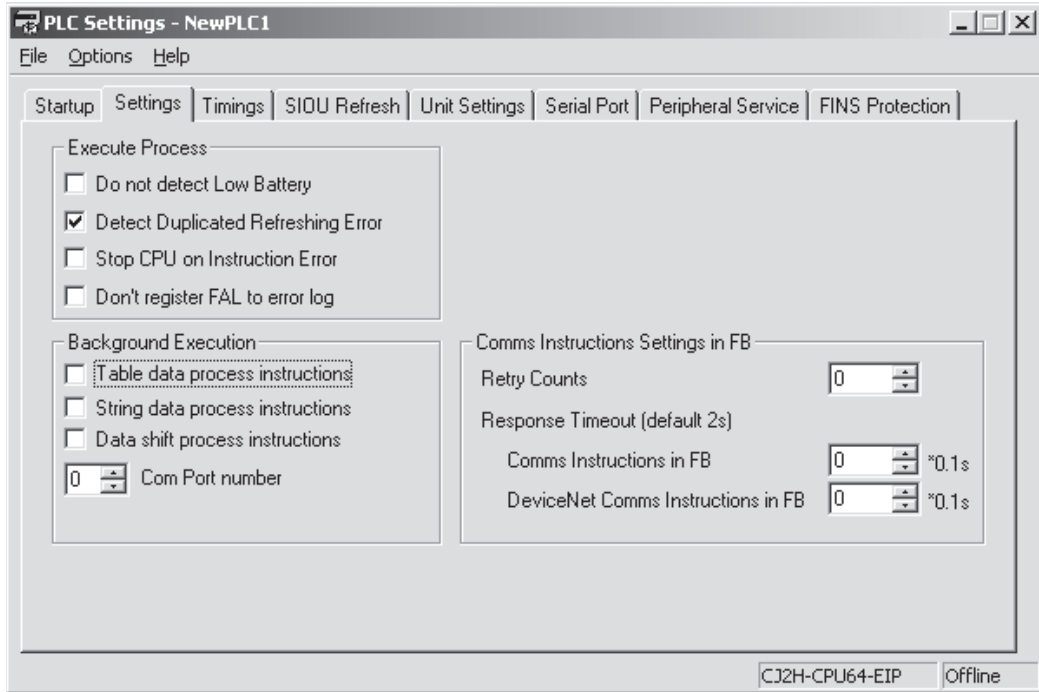 PLC Settings - NewPLC1
File Options Help
Startup Settings Timings SIOU Refresh Unit Settings Serial Port Peripheral Service FINS Protection
Execute Process
Do not detect Low Battery
Detect Duplicated Refreshing Error
Stop CPU on Instruction Error
Don't register FAL to error log
Background Execution
Table data process instructions
String data process instructions
Data shift process instructions
0 Com Port number
Comms Instructions Settings in FB
Retry Counts 0
Response Timeout (default 2s)
Comms Instructions in FB 0 *0.1s
DeviceNet Comms Instructions in FB 0 *0.1s
CJ2H-CPU64-EIP Offline